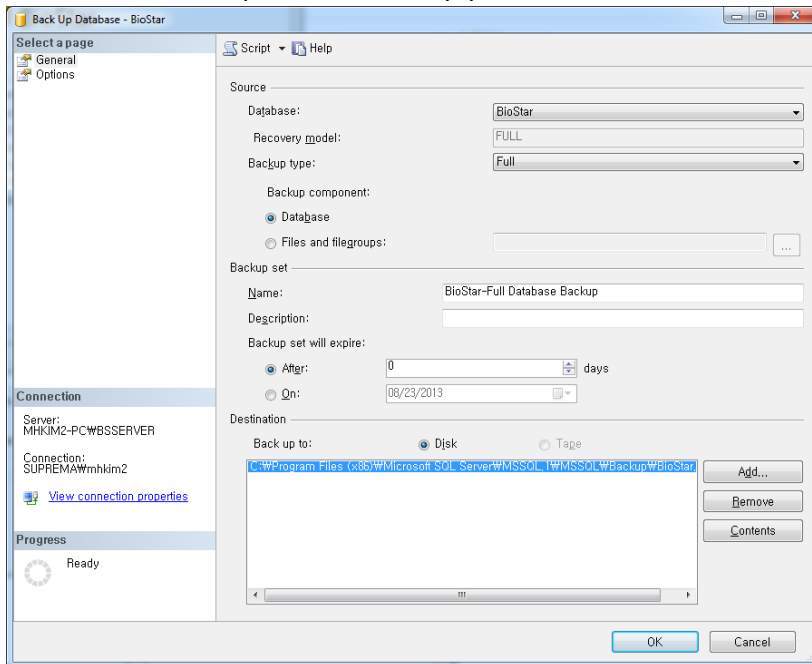 Back Up Database - BioStar
Select a page
General
Options
Script Help
Source
Database: BioStar
Recovery model: FULL
Backup type: Full
Backup component:
Database
Files and filegroups: ...
Backup set
Name: BioStar-Full Database Backup
Description:
Backup set will expire:
After: 0 days
On: 08/23/2013
Connection
Server:
MHKIM2-PC₩BSSERVER
Connection:
SUPREMA₩mhkim2
View connection properties
Progress
Ready
Destination
Back up to: Disk Tape
C:₩Program Files (x86)₩Microsoft SQL Server₩MSSQL.1₩MSSQL₩Backup₩BioStar.
Add...
Remove
Contents
OK Cancel